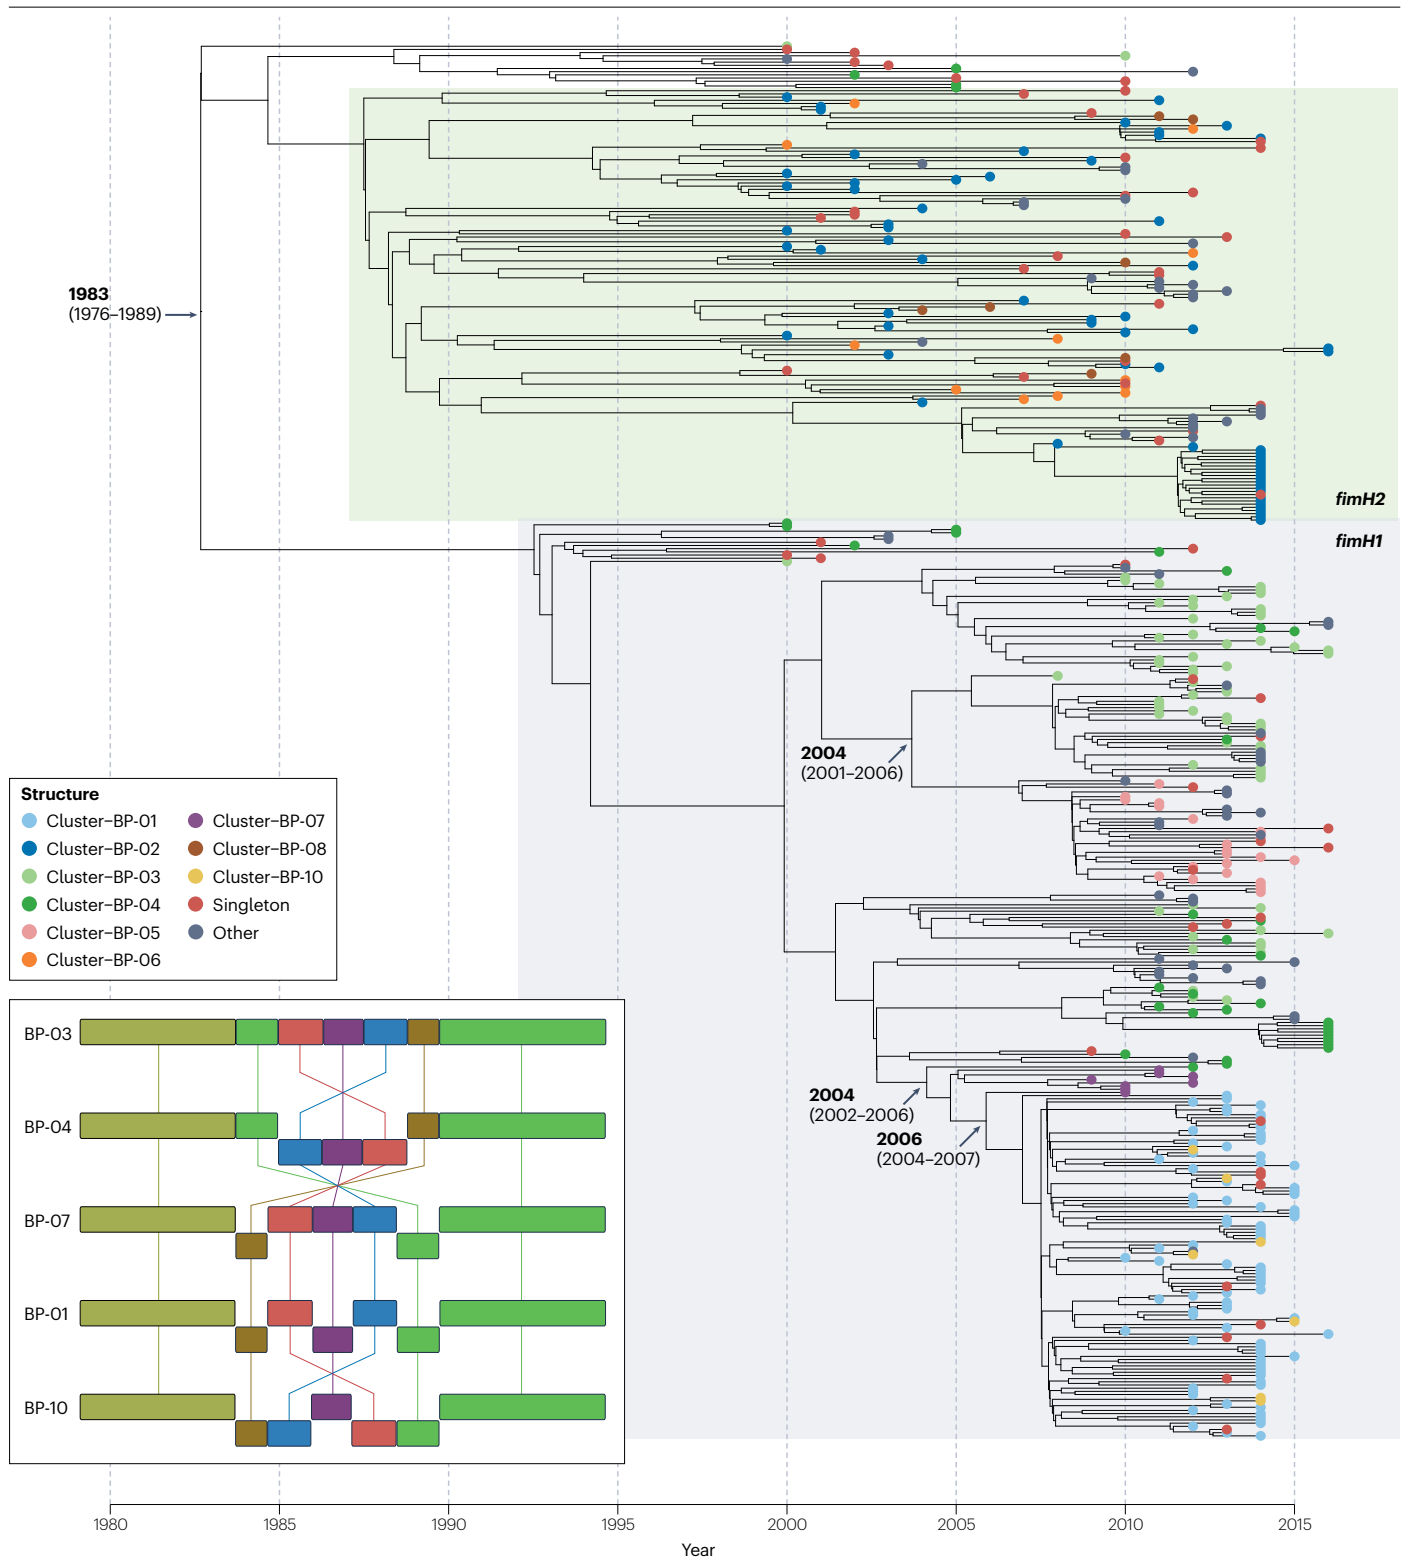 fimH2
fimH1
1983
(1976–1989)
2004
(2001–2006)
2004
(2002–2006)
2006
(2004–2007)
Structure
Cluster–BP-01
Cluster–BP-02
Cluster–BP-03
Cluster–BP-04
Cluster–BP-05
Cluster–BP-06
Cluster–BP-07
Cluster–BP-08
Cluster–BP-10
Singleton
Other
BP-03
BP-04
BP-07
BP-01
BP-10
1980 1985 1990 1995 2000 2005 2010 2015
Year